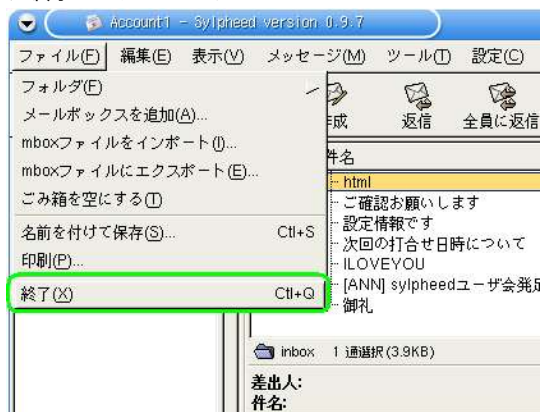 Account1 - Sylpheed version 0.9.7
ファイル(F) 編集(E) 表示(V) メッセージ(M) ツール(T) 設定(C)
フォルダ(F)
メールボックスを追加(A)...
mboxファイルをインポート(I)...
mboxファイルにエクスポート(E)...
ごみ箱を空にする(T)
名前を付けて保存(S)... Ctl+S
印刷(P)...
終了(X) Ctl+Q
成 返信 全員に返信
件名
html
ご確認お願いします
設定情報です
次回の打合せ日時について
ILOVEYOU
[ANN] sylpheedユーザ会発足
御礼
inbox 1 通選択(3.9KB)
差出人:
件名: